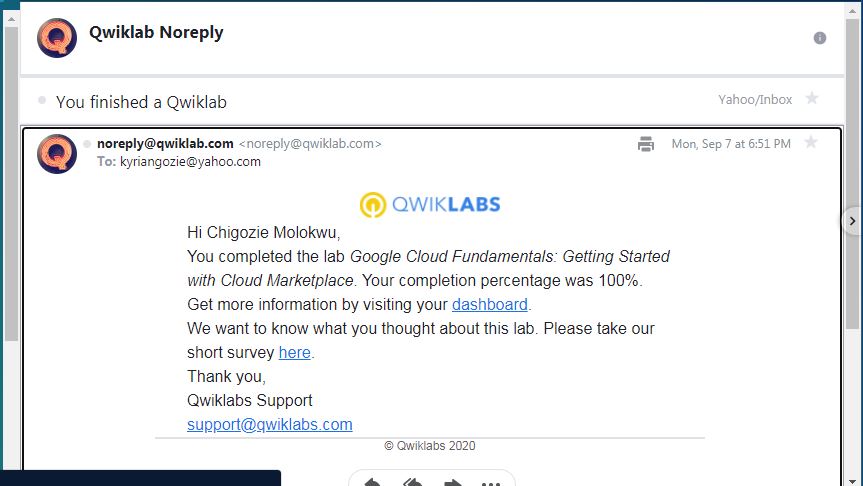 Qwiklab Noreply
You finished a Qwiklab
Yahoo/Inbox
noreply@qwiklab.com <noreply@qwiklab.com>
Mon, Sep 7 at 6:51 PM
To: kyriangozie@yahoo.com
QWIKLABS
Hi Chigozie Molokwu,
You completed the lab Google Cloud Fundamentals: Getting Started
with Cloud Marketplace. Your completion percentage was 100%.
Get more information by visiting your dashboard.
We want to know what you thought about this lab. Please take our
short survey here.
Thank you,
Qwiklabs Support
support@qwiklabs.com
© Qwiklabs 2020